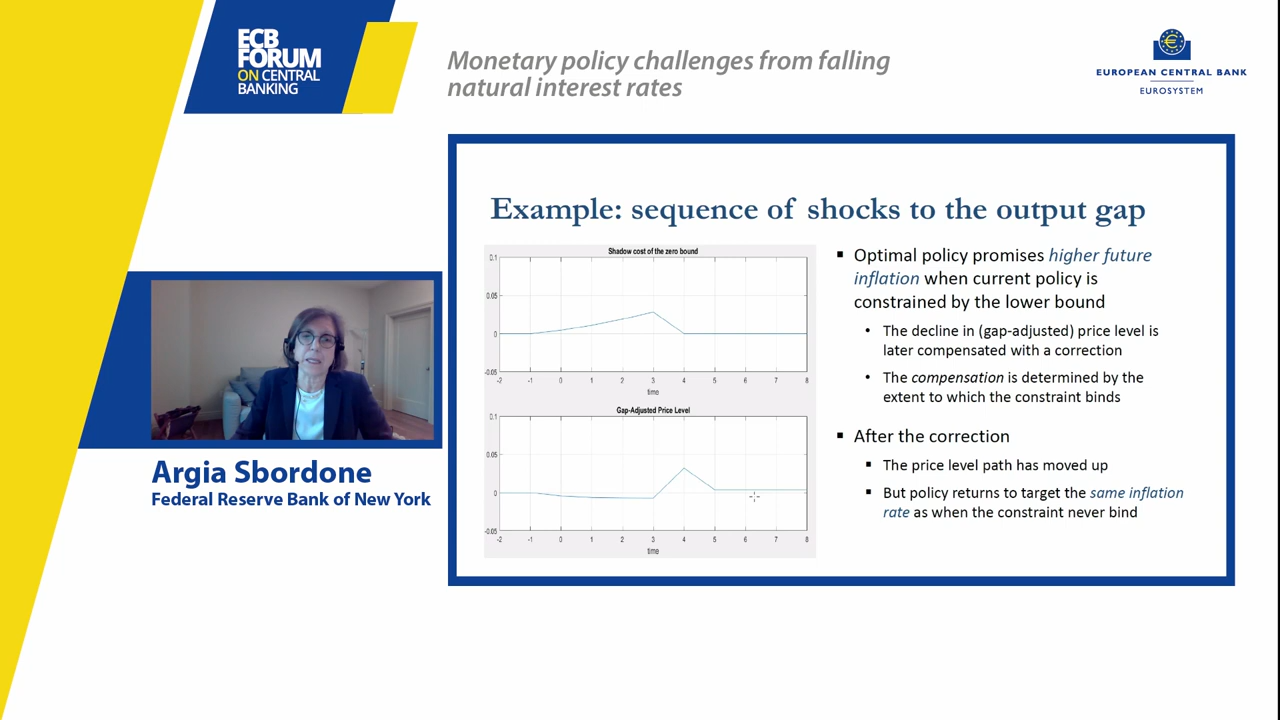 ECB
FORUM
ON CENTRAL
BANKING
Monetary policy challenges from falling
natural interest rates
EUROPEAN CENTRAL BANK
EUROSYSTEM
Example: sequence of shocks to the output gap
Shadow cost of the zero bound
0.1
0.05
0
-0.05
-2 -1 0 1 2 3 4 5 6 7 8
time
Gap-Adjusted Price Level
0.1
0.05
0
-0.05
-2 -1 0 1 2 3 4 5 6 7 8
time
▪ Optimal policy promises higher future
inflation when current policy is
constrained by the lower bound
• The decline in (gap-adjusted) price level is
later compensated with a correction
• The compensation is determined by the
extent to which the constraint binds
▪ After the correction
▪ The price level path has moved up
▪ But policy returns to target the same inflation
rate as when the constraint never bind
Argia Sbordone
Federal Reserve Bank of New York